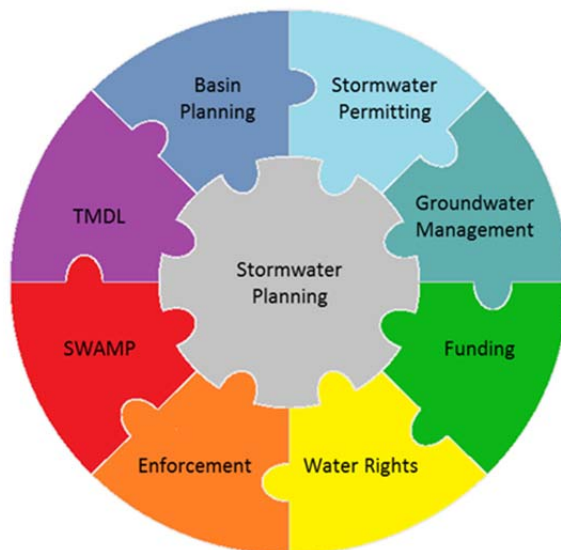 Basin
Planning
Stormwater
Permitting
TMDL
Groundwater
Management
Stormwater
Planning
SWAMP
Funding
Enforcement
Water Rights